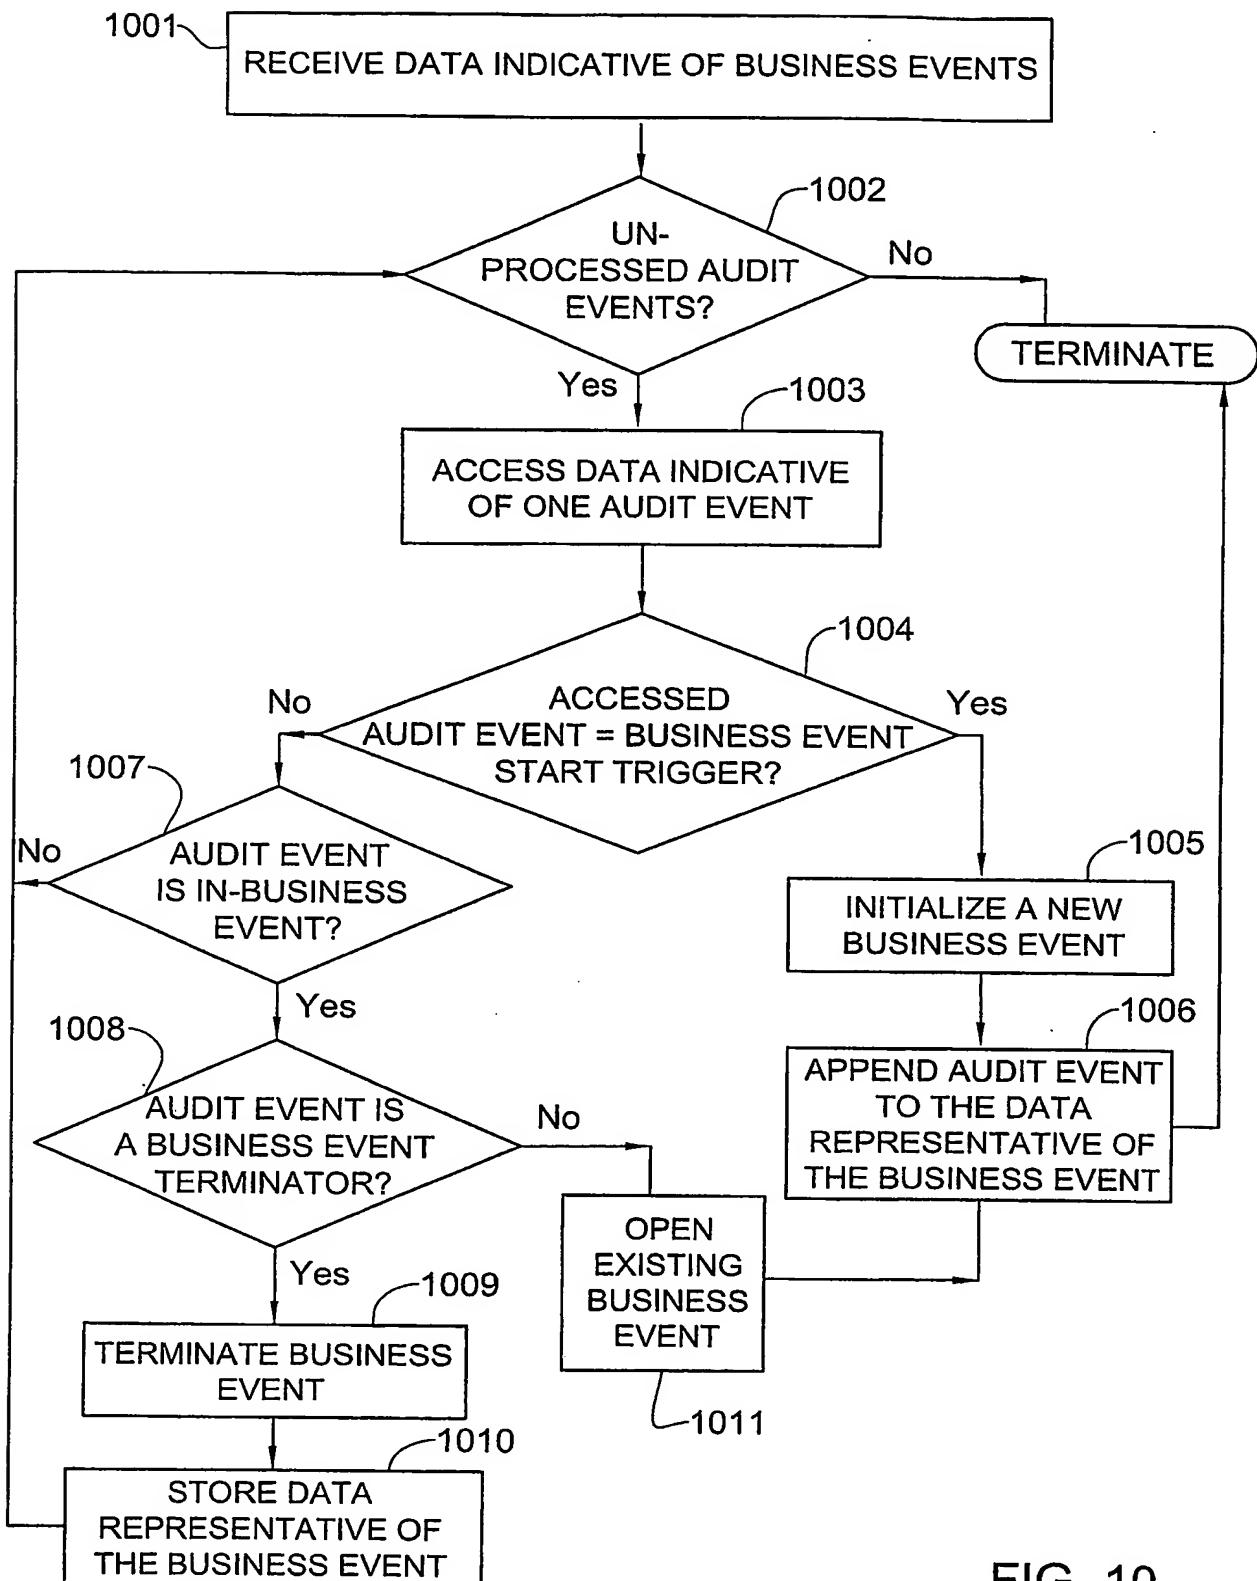 1001
RECEIVE DATA INDICATIVE OF BUSINESS EVENTS
1002
UN-
PROCESSED AUDIT
EVENTS?
No
TERMINATE
Yes
1003
ACCESS DATA INDICATIVE
OF ONE AUDIT EVENT
1004
ACCESSED
AUDIT EVENT = BUSINESS EVENT
START TRIGGER?
No
Yes
1007
AUDIT EVENT
IS IN-BUSINESS
EVENT?
No
Yes
1005
INITIALIZE A NEW
BUSINESS EVENT
1006
APPEND AUDIT EVENT
TO THE DATA
REPRESENTATIVE OF
THE BUSINESS EVENT
1008
AUDIT EVENT IS
A BUSINESS EVENT
TERMINATOR?
No
Yes
OPEN
EXISTING
BUSINESS
EVENT
1011
1009
TERMINATE BUSINESS
EVENT
1010
STORE DATA
REPRESENTATIVE OF
THE BUSINESS EVENT
FIG. 10